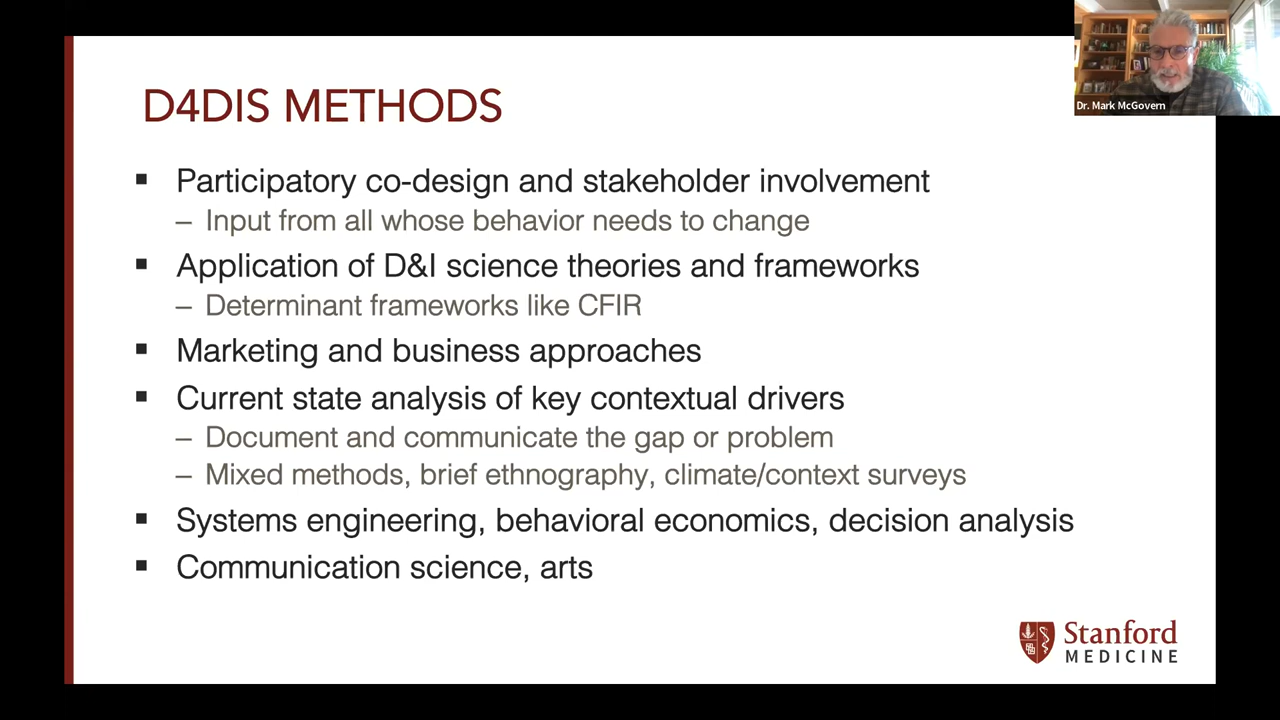 Dr. Mark McGovern
D4DIS METHODS
▪ Participatory co-design and stakeholder involvement
– Input from all whose behavior needs to change
▪ Application of D&I science theories and frameworks
– Determinant frameworks like CFIR
▪ Marketing and business approaches
▪ Current state analysis of key contextual drivers
– Document and communicate the gap or problem
– Mixed methods, brief ethnography, climate/context surveys
▪ Systems engineering, behavioral economics, decision analysis
▪ Communication science, arts
Stanford
MEDICINE